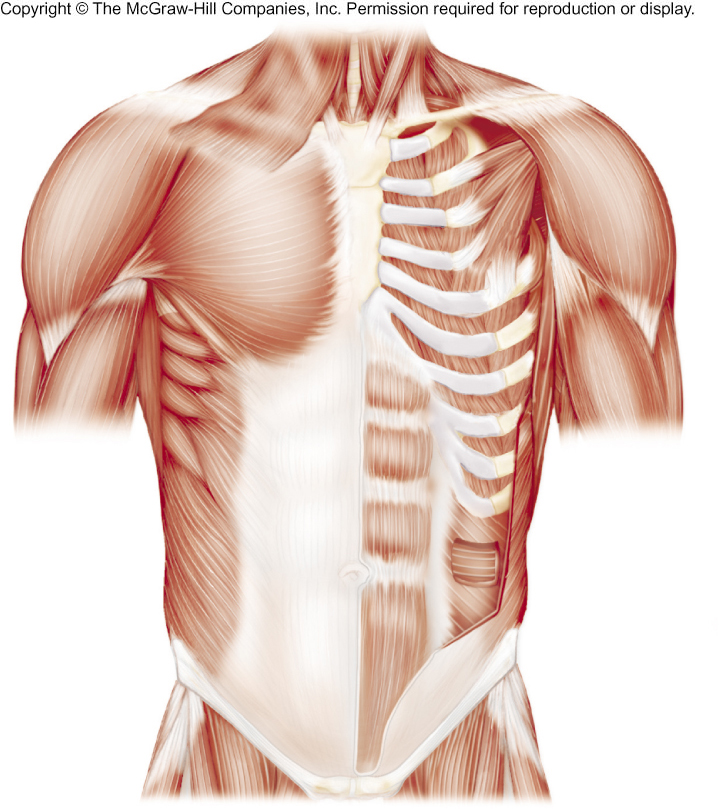 Copyright © The McGraw-Hill Companies, Inc. Permission required for reproduction or display.